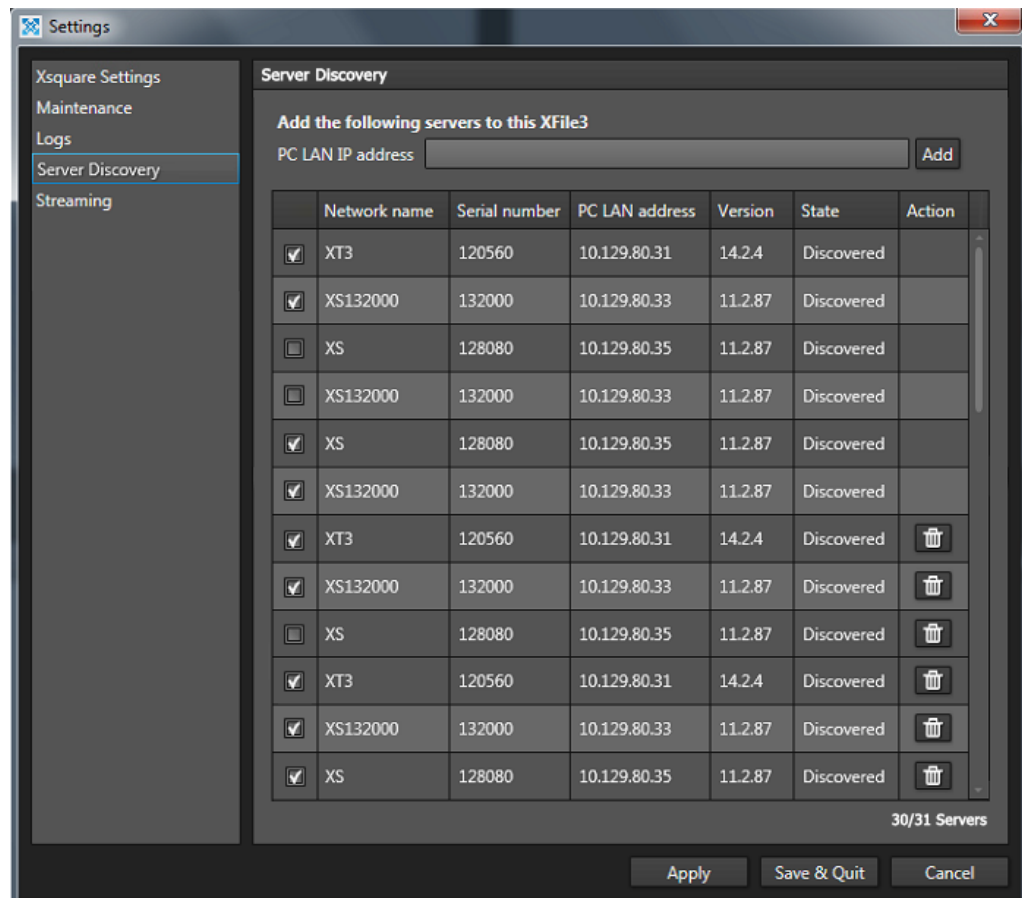 Settings
Xsquare Settings
Maintenance
Logs
Server Discovery
Streaming
Server Discovery
Add the following servers to this XFile3
PC LAN IP address Add
Network name Serial number PC LAN address Version State Action
XT3 120560 10.129.80.31 14.2.4 Discovered
XS132000 132000 10.129.80.33 11.2.87 Discovered
XS 128080 10.129.80.35 11.2.87 Discovered
XS132000 132000 10.129.80.33 11.2.87 Discovered
XS 128080 10.129.80.35 11.2.87 Discovered
XS132000 132000 10.129.80.33 11.2.87 Discovered
XT3 120560 10.129.80.31 14.2.4 Discovered
XS132000 132000 10.129.80.33 11.2.87 Discovered
XS 128080 10.129.80.35 11.2.87 Discovered
XT3 120560 10.129.80.31 14.2.4 Discovered
XS132000 132000 10.129.80.33 11.2.87 Discovered
XS 128080 10.129.80.35 11.2.87 Discovered
30/31 Servers
Apply Save & Quit Cancel